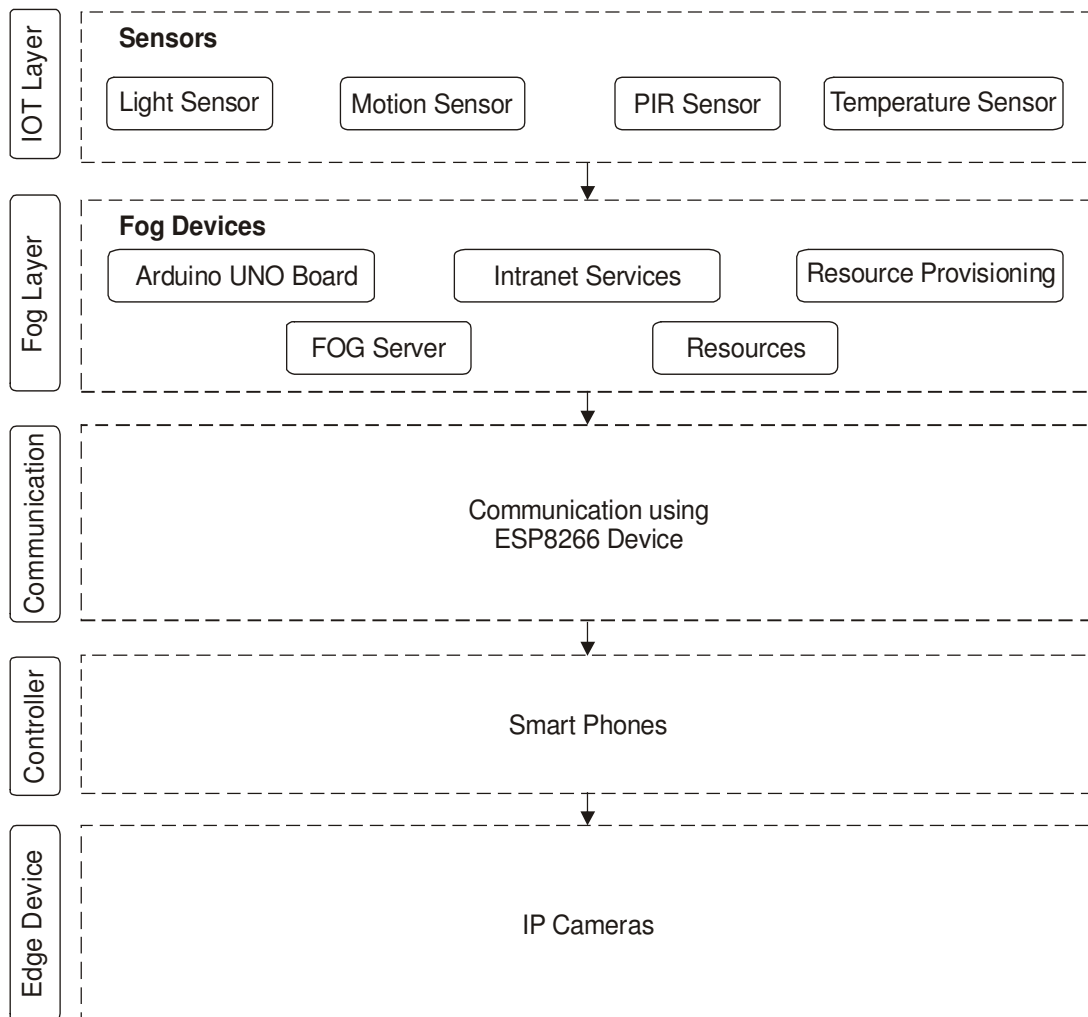 IOT Layer
Sensors
Light Sensor
Motion Sensor
PIR Sensor
Temperature Sensor
Fog Layer
Fog Devices
Arduino UNO Board
Intranet Services
Resource Provisioning
FOG Server
Resources
Communication
Communication using
ESP8266 Device
Controller
Smart Phones
Edge Device
IP Cameras